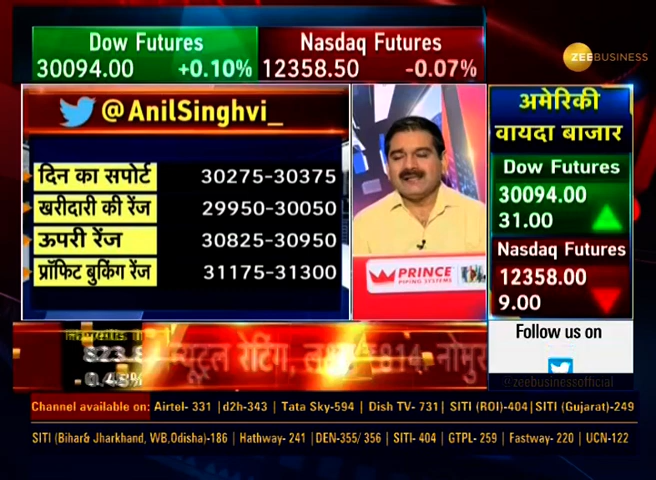 Dow Futures
30094.00 +0.10%
Nasdaq Futures
12358.50 -0.07%
ZEEBUSINESS
@AnilSinghvi_
दिन का सपोर्ट 30275-30375
खरीदारी की रेंज 29950-30050
ऊपरी रेंज 30825-30950
प्रॉफिट बुकिंग रेंज 31175-31300
PRINCE
PIPING SYSTEMS
अमेरिकी
वायदा बाजार
Dow Futures
30094.00
31.00
Nasdaq Futures
12358.00
9.00
Follow us on
@zeebusinessofficial
न्यूट्रल रेटिंग,
0.43%
Channel available on: Airtel- 331 |d2h-343 | Tata Sky-594 | Dish TV- 731| SITI (ROI)-404|SITI (Gujarat)-249
SITI (Bihar& Jharkhand, WB,Odisha)-186 | Hathway- 241 |DEN-355/ 356 | SITI- 404 | GTPL- 259 | Fastway- 220 | UCN-122